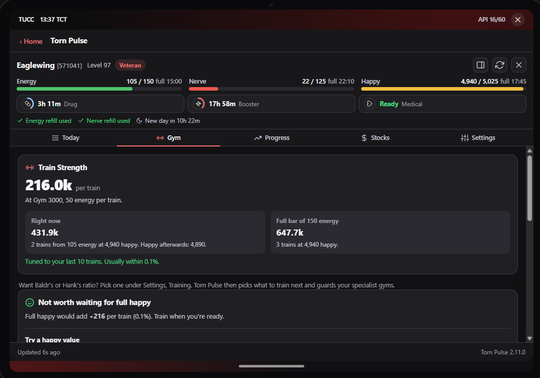 TUCC 13:37 TCT API 16/60
‹ Home Torn Pulse
Eaglewing [571041] Level 97 Veteran
Energy 105 / 150 full 15:00
Nerve 22 / 125 full 22:10
Happy 4,940 / 5,025 full 17:45
3h 11m Drug
17h 58m Booster
Ready Medical
Energy refill used Nerve refill used New day in 10h 22m
Today Gym Progress Stocks Settings
Train Strength
216.0k per train
At Gym 3000, 50 energy per train.
Right now
431.9k
2 trains from 105 energy at 4,940 happy. Happy afterwards: 4,890.
Full bar of 150 energy
647.7k
3 trains at 4,940 happy.
Tuned to your last 10 trains. Usually within 0.1%.
Want Baldr's or Hank's ratio? Pick one under Settings, Training. Torn Pulse then picks what to train next and guards your specialist gyms.
Not worth waiting for full happy
Full happy would add +216 per train (0.1%). Train when you're ready.
Try a happy value
Updated 6s ago Torn Pulse 2.11.0